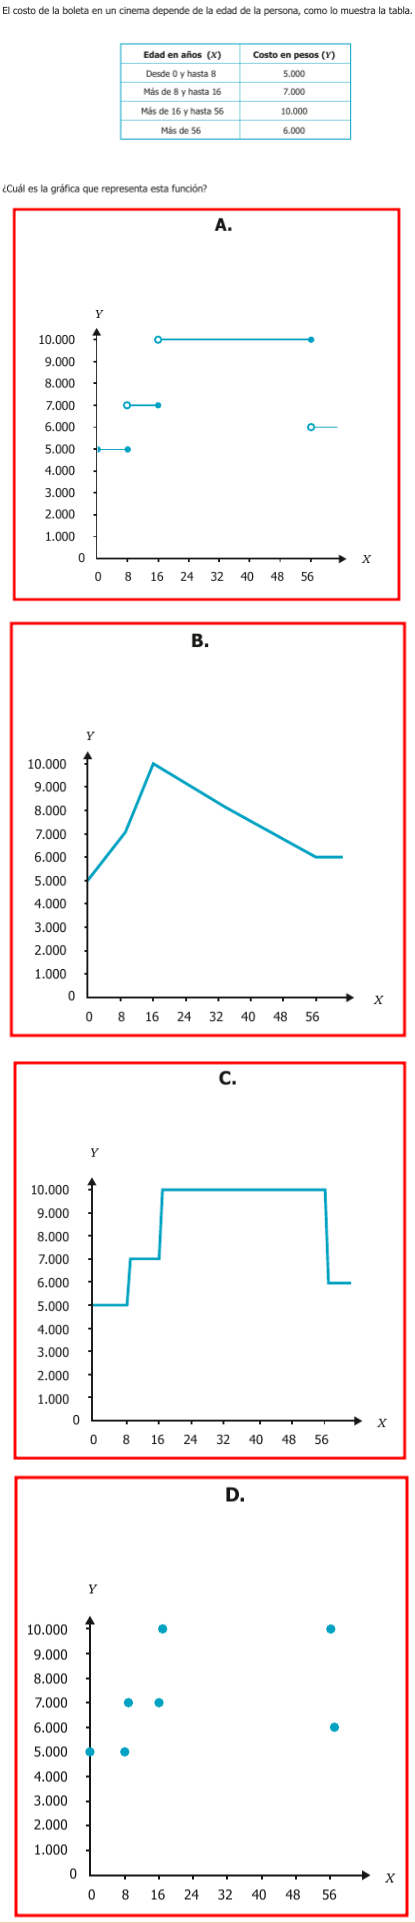 El costo de la boleta en un cinema depende de la edad de la persona, como lo muestra la tabla.
Edad en años (X) Costo en pesos (Y)
Desde 0 y hasta 8 5.000
Más de 8 y hasta 16 7.000
Más de 16 y hasta 56 10.000
Más de 56 6.000
¿Cuál es la gráfica que representa esta función?
A.
Y
10.000
9.000
8.000
7.000
6.000
5.000
4.000
3.000
2.000
1.000
0
X
0 8 16 24 32 40 48 56
B.
Y
10.000
9.000
8.000
7.000
6.000
5.000
4.000
3.000
2.000
1.000
0
X
0 8 16 24 32 40 48 56
C.
Y
10.000
9.000
8.000
7.000
6.000
5.000
4.000
3.000
2.000
1.000
0
X
0 8 16 24 32 40 48 56
D.
Y
10.000
9.000
8.000
7.000
6.000
5.000
4.000
3.000
2.000
1.000
0
X
0 8 16 24 32 40 48 56